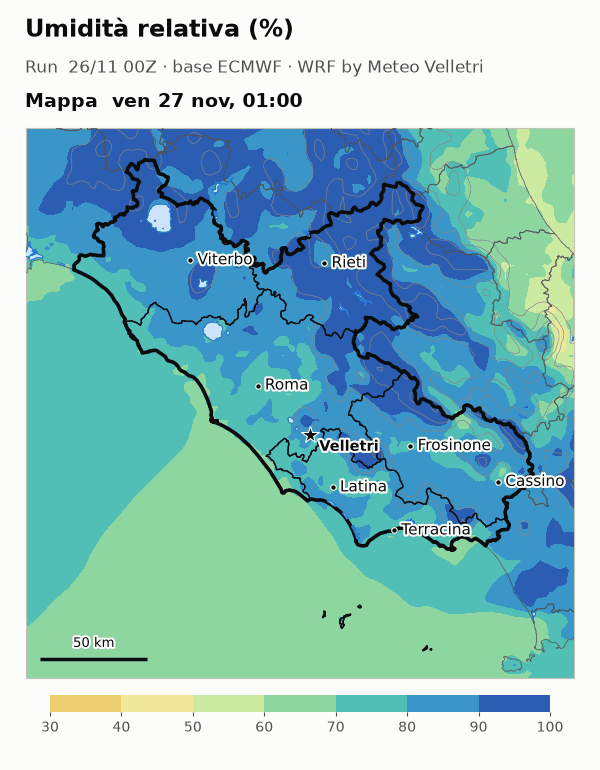 Umidità relativa (%)
Run  26/11 00Z · base ECMWF · WRF by Meteo Velletri
Mappa  ven 27 nov, 01:00
Viterbo
Rieti
Roma
Velletri
Frosinone
Cassino
Latina
Terracina
50 km
30 40 50 60 70 80 90 100